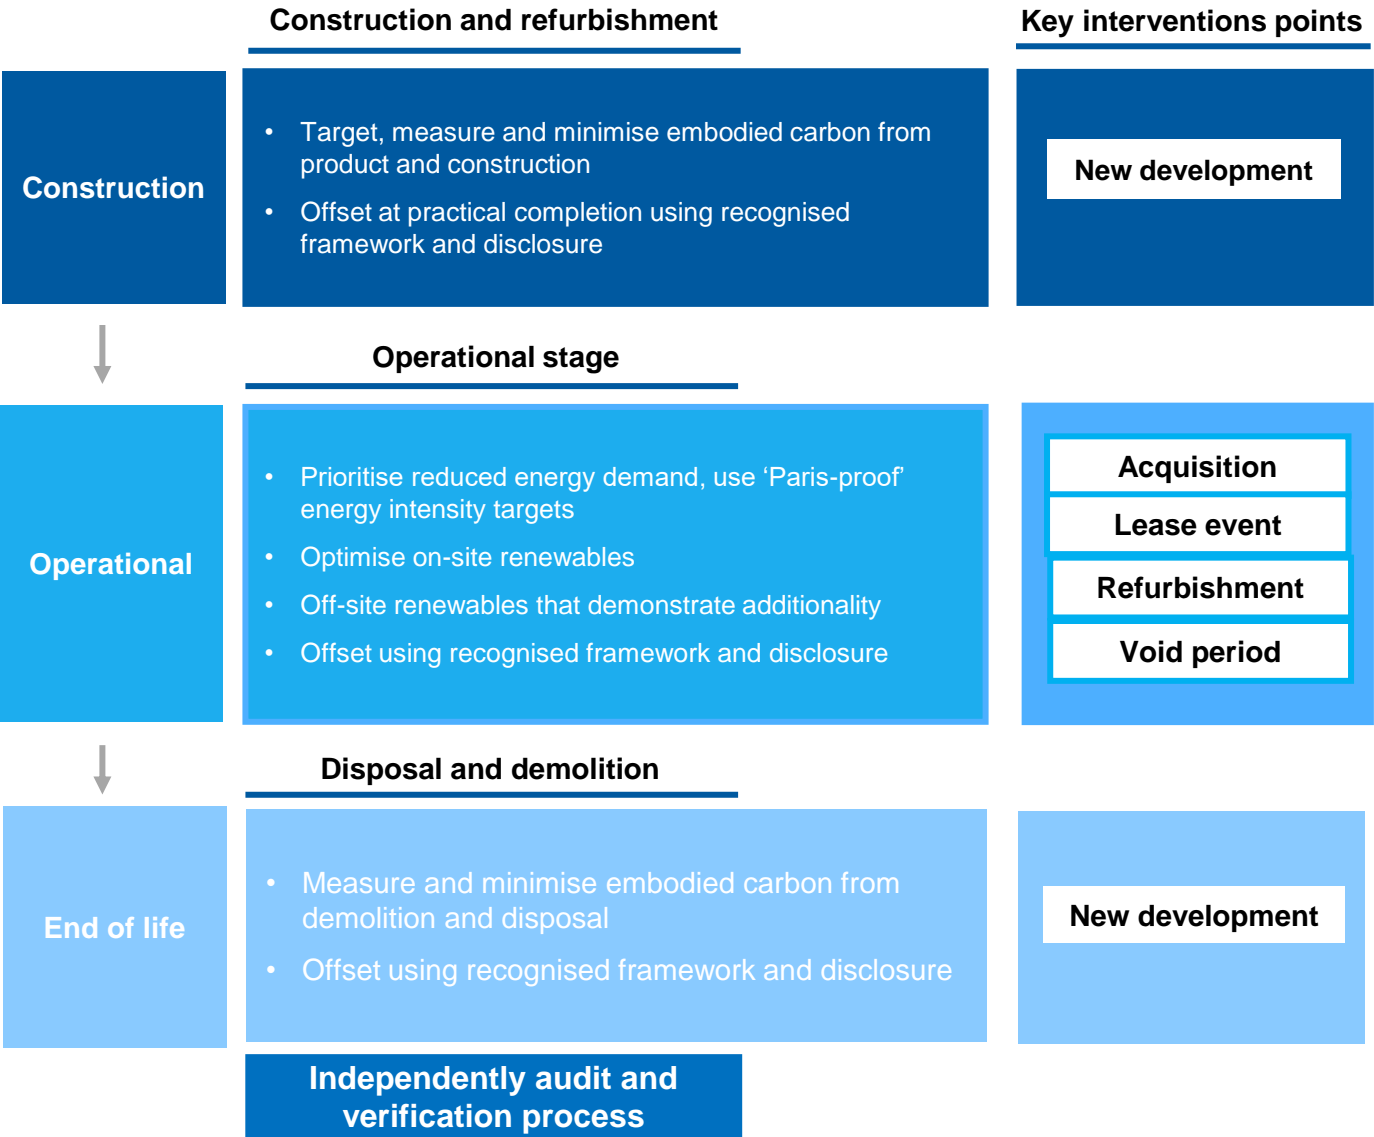 Construction and refurbishment
Key interventions points
Construction
• Target, measure and minimise embodied carbon from
product and construction
• Offset at practical completion using recognised
framework and disclosure
New development
Operational stage
Operational
• Prioritise reduced energy demand, use ‘Paris-proof’
energy intensity targets
• Optimise on-site renewables
• Off-site renewables that demonstrate additionality
• Offset using recognised framework and disclosure
Acquisition
Lease event
Refurbishment
Void period
Disposal and demolition
End of life
• Measure and minimise embodied carbon from
demolition and disposal
• Offset using recognised framework and disclosure
New development
Independently audit and
verification process